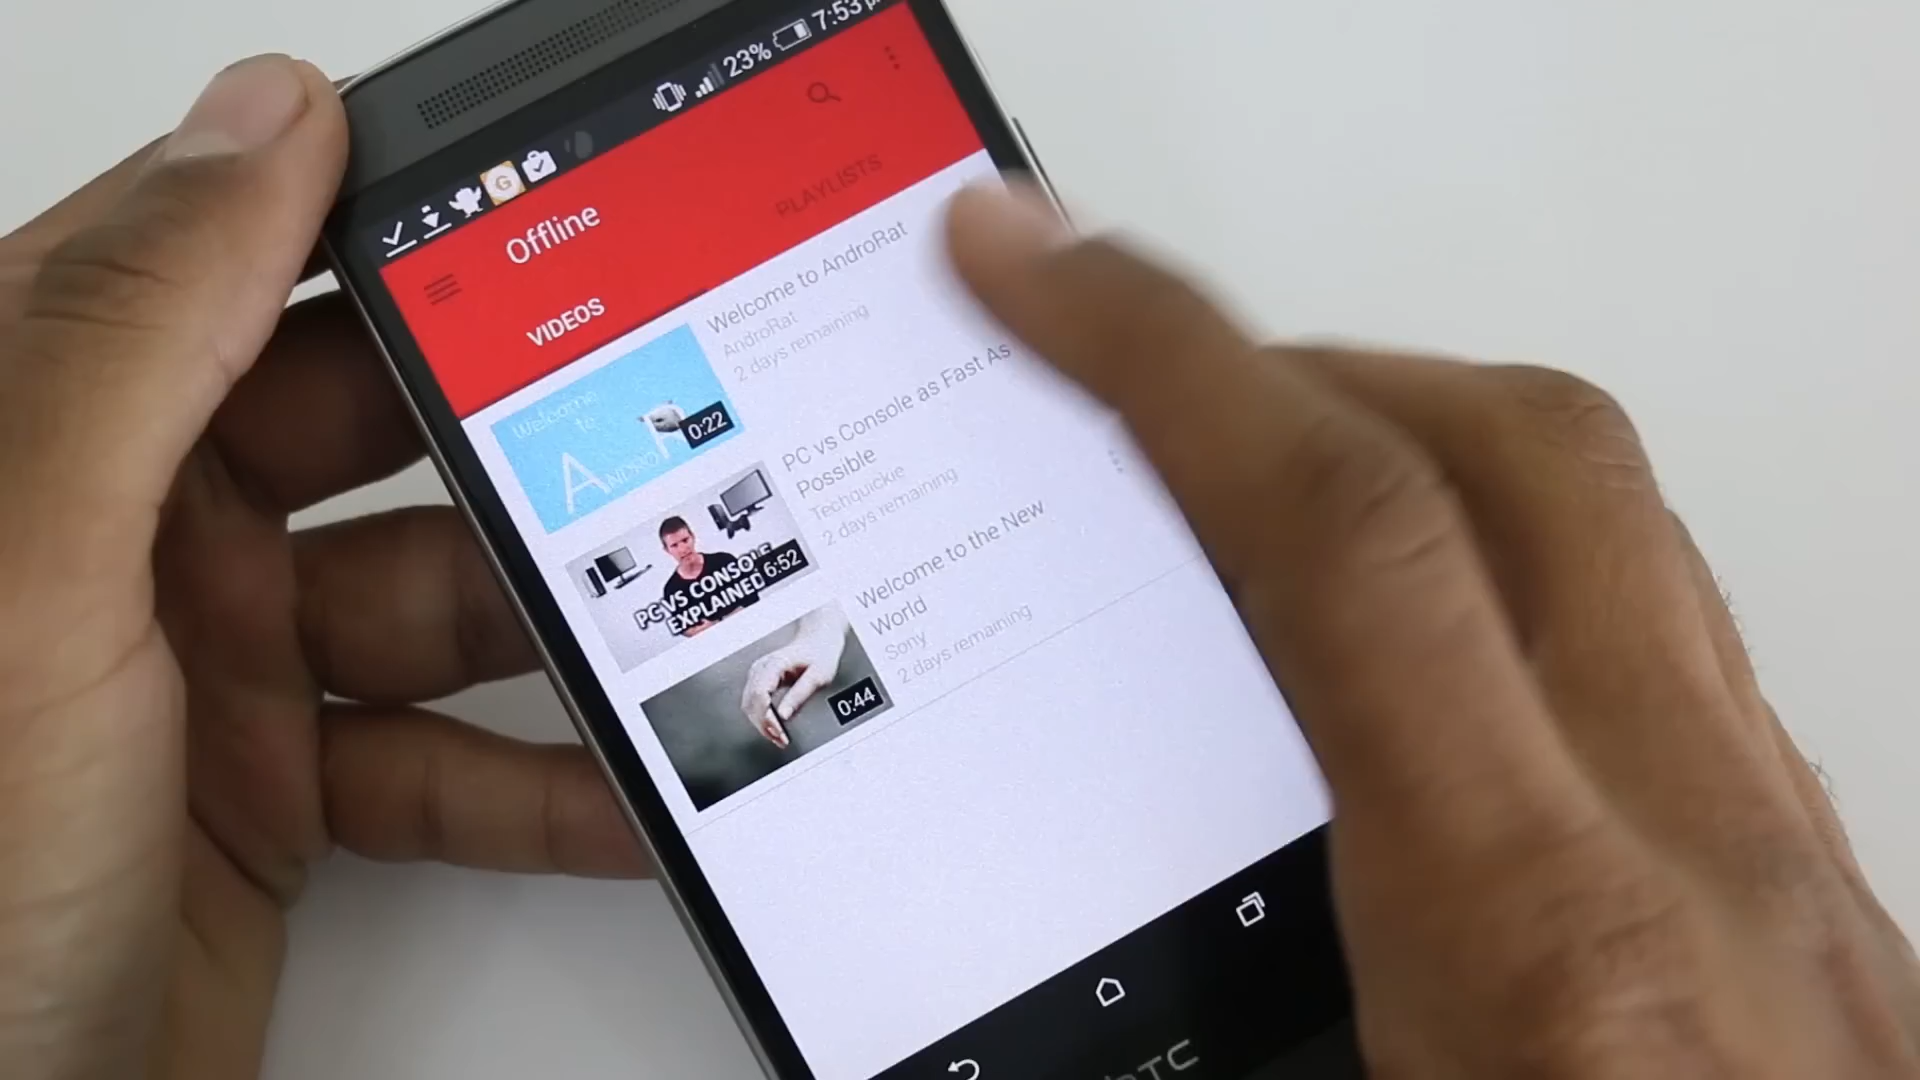 23% 7:53
G
Offline
VIDEOS
PLAYLISTS
Welcome
to
ANDRO
0:22
Welcome to AndroRat
AndroRat
2 days remaining
PC VS CONSOLE
EXPLAINED
6:52
PC vs Console as Fast As
Possible
Techquickie
2 days remaining
0:44
Welcome to the New
World
Sony
2 days remaining
HTC